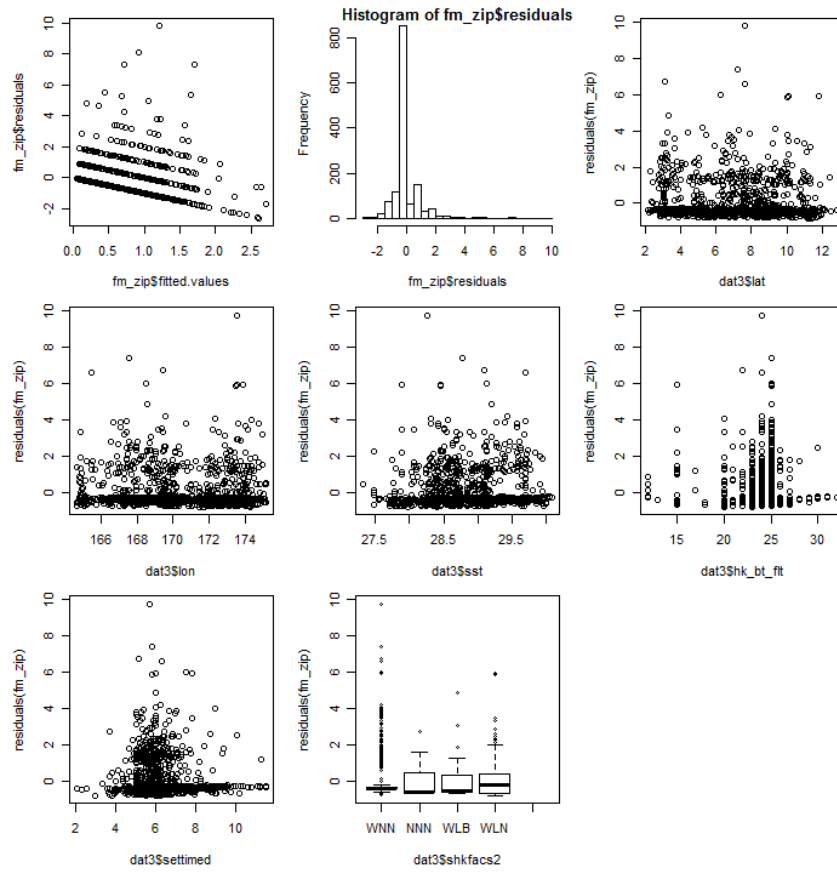 fm_zip$residuals
10
8
6
4
2
0
-2
0.0 0.5 1.0 1.5 2.0 2.5
fm_zip$fitted.values
Histogram of fm_zip$residuals
Frequency
800
600
400
200
0
-2 0 2 4 6 8 10
fm_zip$residuals
residuals(fm_zip)
10
8
6
4
2
0
2 4 6 8 10 12
dat3$lat
residuals(fm_zip)
10
8
6
4
2
0
166 168 170 172 174
dat3$lon
residuals(fm_zip)
10
8
6
4
2
0
27.5 28.5 29.5
dat3$sst
residuals(fm_zip)
10
8
6
4
2
0
15 20 25 30
dat3$hk_bt_flt
residuals(fm_zip)
10
8
6
4
2
0
2 4 6 8 10
dat3$settimed
residuals(fm_zip)
10
8
6
4
2
0
WNN NNN WLB WLN
dat3$shkfacs2